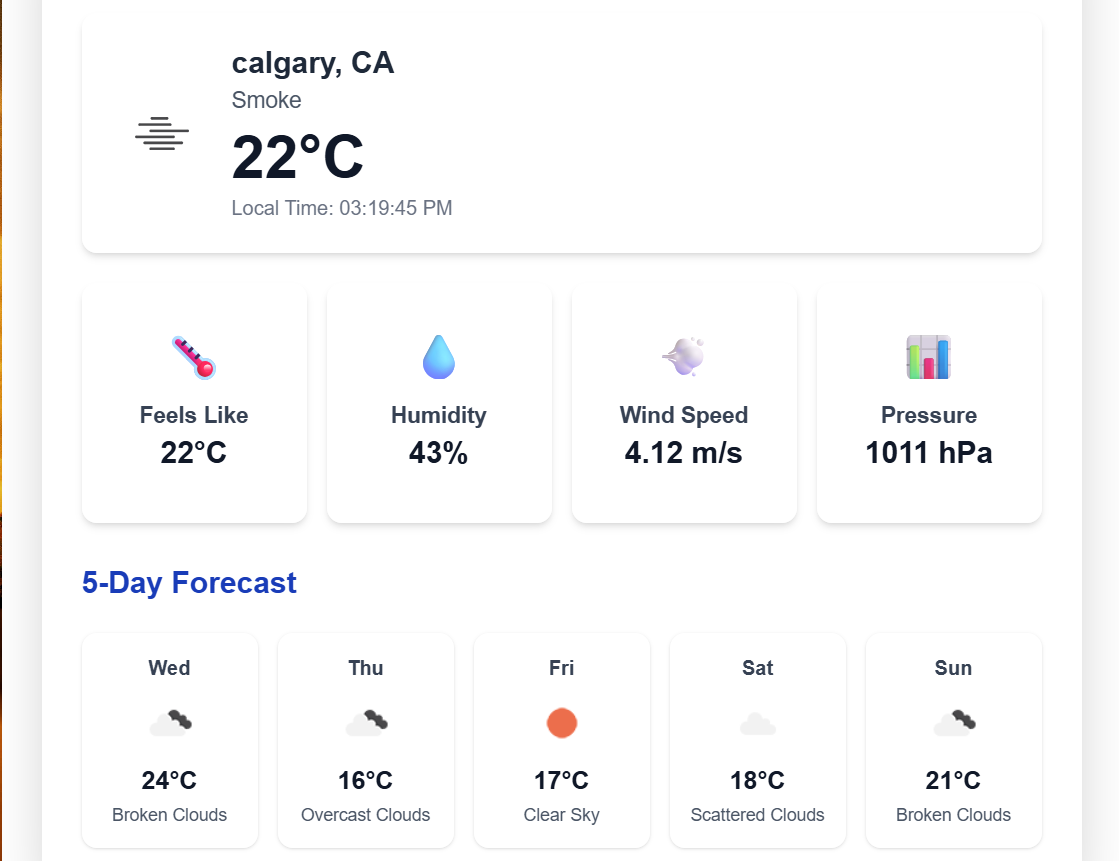 calgary, CA
Smoke
22°C
Local Time: 03:19:45 PM
Feels Like
22°C
Humidity
43%
Wind Speed
4.12 m/s
Pressure
1011 hPa
5-Day Forecast
Wed
24°C
Broken Clouds
Thu
16°C
Overcast Clouds
Fri
17°C
Clear Sky
Sat
18°C
Scattered Clouds
Sun
21°C
Broken Clouds